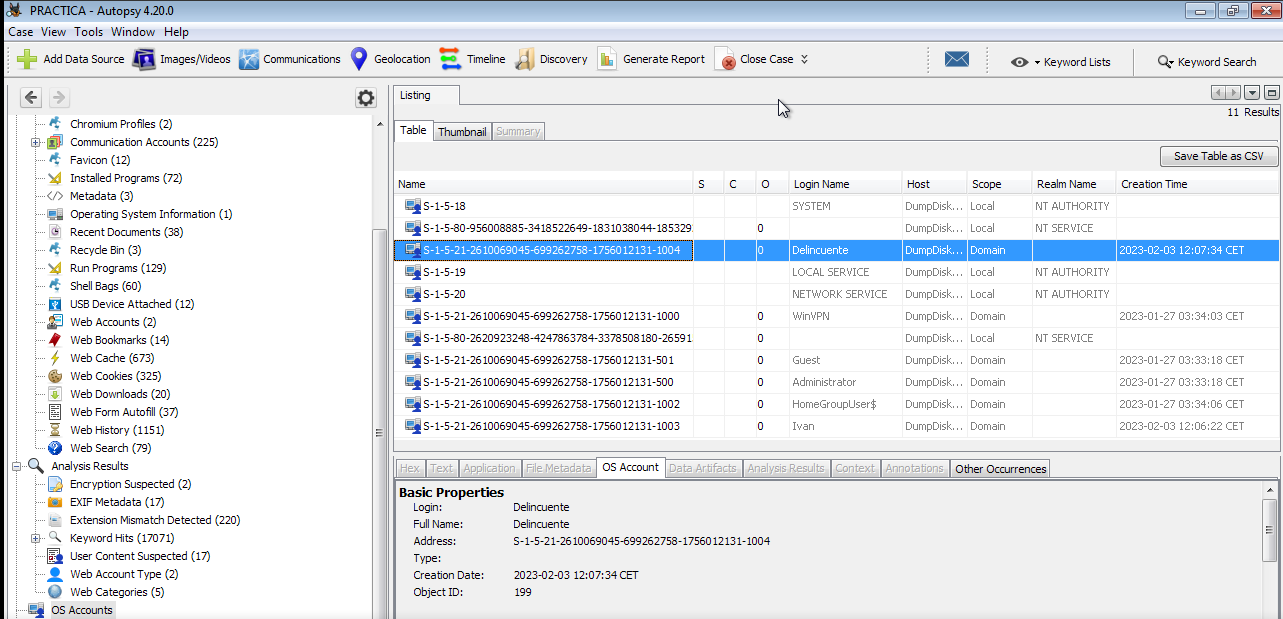 PRACTICA - Autopsy 4.20.0
Case View Tools Window Help
Add Data Source Images/Videos Communications Geolocation Timeline Discovery Generate Report Close Case Keyword Lists Keyword Search
Chromium Profiles (2)
Communication Accounts (225)
Favicon (12)
Installed Programs (72)
Metadata (3)
Operating System Information (1)
Recent Documents (38)
Recycle Bin (3)
Run Programs (129)
Shell Bags (60)
USB Device Attached (12)
Web Accounts (2)
Web Bookmarks (14)
Web Cache (673)
Web Cookies (325)
Web Downloads (20)
Web Form Autofill (37)
Web History (1151)
Web Search (79)
Analysis Results
Encryption Suspected (2)
EXIF Metadata (17)
Extension Mismatch Detected (220)
Keyword Hits (17071)
User Content Suspected (17)
Web Account Type (2)
Web Categories (5)
OS Accounts
Listing
11 Results
Table Thumbnail Summary
Save Table as CSV
Name S C O Login Name Host Scope Realm Name Creation Time
S-1-5-18 SYSTEM DumpDisk... Local NT AUTHORITY
S-1-5-80-956008885-3418522649-1831038044-185329 0 DumpDisk... Local NT SERVICE
S-1-5-21-2610069045-699262758-1756012131-1004 0 Delincuente DumpDisk... Domain 2023-02-03 12:07:34 CET
S-1-5-19 LOCAL SERVICE DumpDisk... Local NT AUTHORITY
S-1-5-20 NETWORK SERVICE DumpDisk... Local NT AUTHORITY
S-1-5-21-2610069045-699262758-1756012131-1000 0 WinVPN DumpDisk... Domain 2023-01-27 03:34:03 CET
S-1-5-80-2620923248-4247863784-3378508180-26591 0 DumpDisk... Local NT SERVICE
S-1-5-21-2610069045-699262758-1756012131-501 0 Guest DumpDisk... Domain 2023-01-27 03:33:18 CET
S-1-5-21-2610069045-699262758-1756012131-500 0 Administrator DumpDisk... Domain 2023-01-27 03:33:18 CET
S-1-5-21-2610069045-699262758-1756012131-1002 0 HomeGroupUser$ DumpDisk... Domain 2023-01-27 03:34:06 CET
S-1-5-21-2610069045-699262758-1756012131-1003 0 Ivan DumpDisk... Domain 2023-02-03 12:06:22 CET
Hex Text Application File Metadata OS Account Data Artifacts Analysis Results Context Annotations Other Occurrences
Basic Properties
Login: Delincuente
Full Name: Delincuente
Address: S-1-5-21-2610069045-699262758-1756012131-1004
Type:
Creation Date: 2023-02-03 12:07:34 CET
Object ID: 199